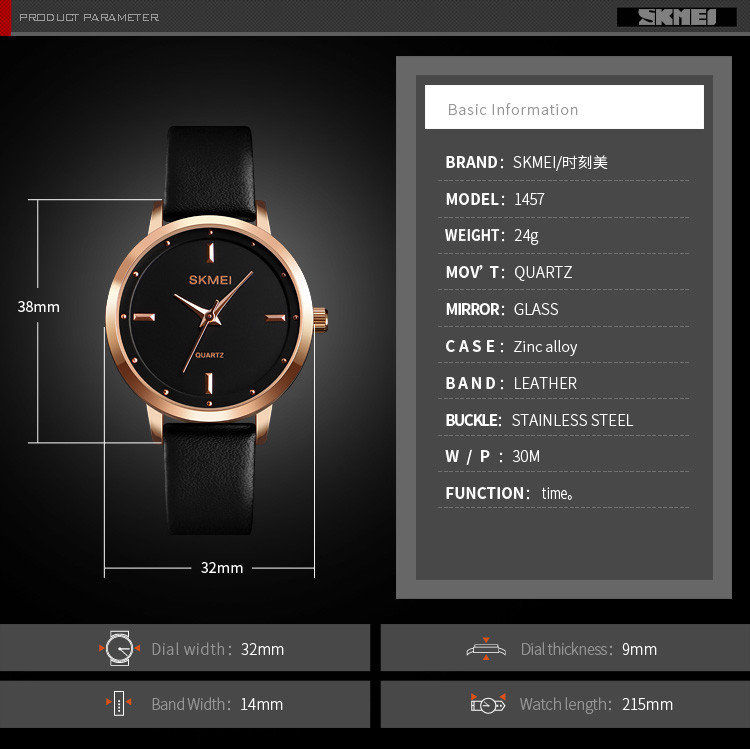 PRODUCT PARAMETER
SKMEI
Basic Information
BRAND: SKMEI/时刻美
MODEL: 1457
WEIGHT: 24g
MOV'T: QUARTZ
MIRROR: GLASS
CASE: Zinc alloy
BAND: LEATHER
BUCKLE: STAINLESS STEEL
W/P: 30M
FUNCTION: time。
38mm
SKMEI
QUARTZ
32mm
Dial width: 32mm
Dial thickness: 9mm
Band Width: 14mm
Watch length: 215mm